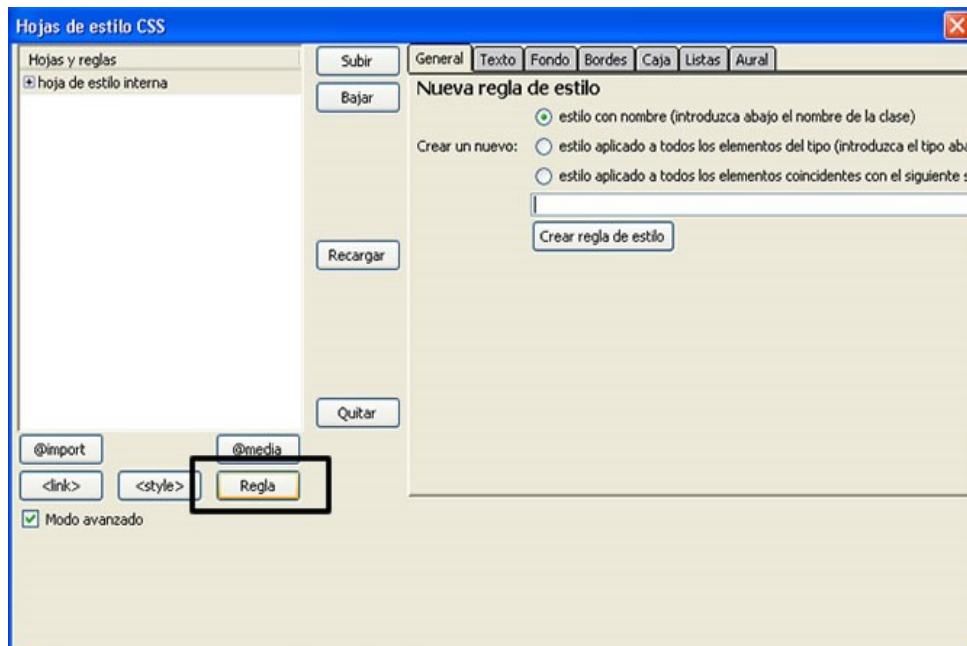 Hojas de estilo CSS
Hojas y reglas
hoja de estilo interna
Subir
Bajar
Recargar
Quitar
@import
@media
<link>
<style>
Regla
Modo avanzado
General Texto Fondo Bordes Caja Listas Aural
Nueva regla de estilo
estilo con nombre (introduzca abajo el nombre de la clase)
Crear un nuevo:
estilo aplicado a todos los elementos del tipo (introduzca el tipo aba
estilo aplicado a todos los elementos coincidentes con el siguiente s
Crear regla de estilo